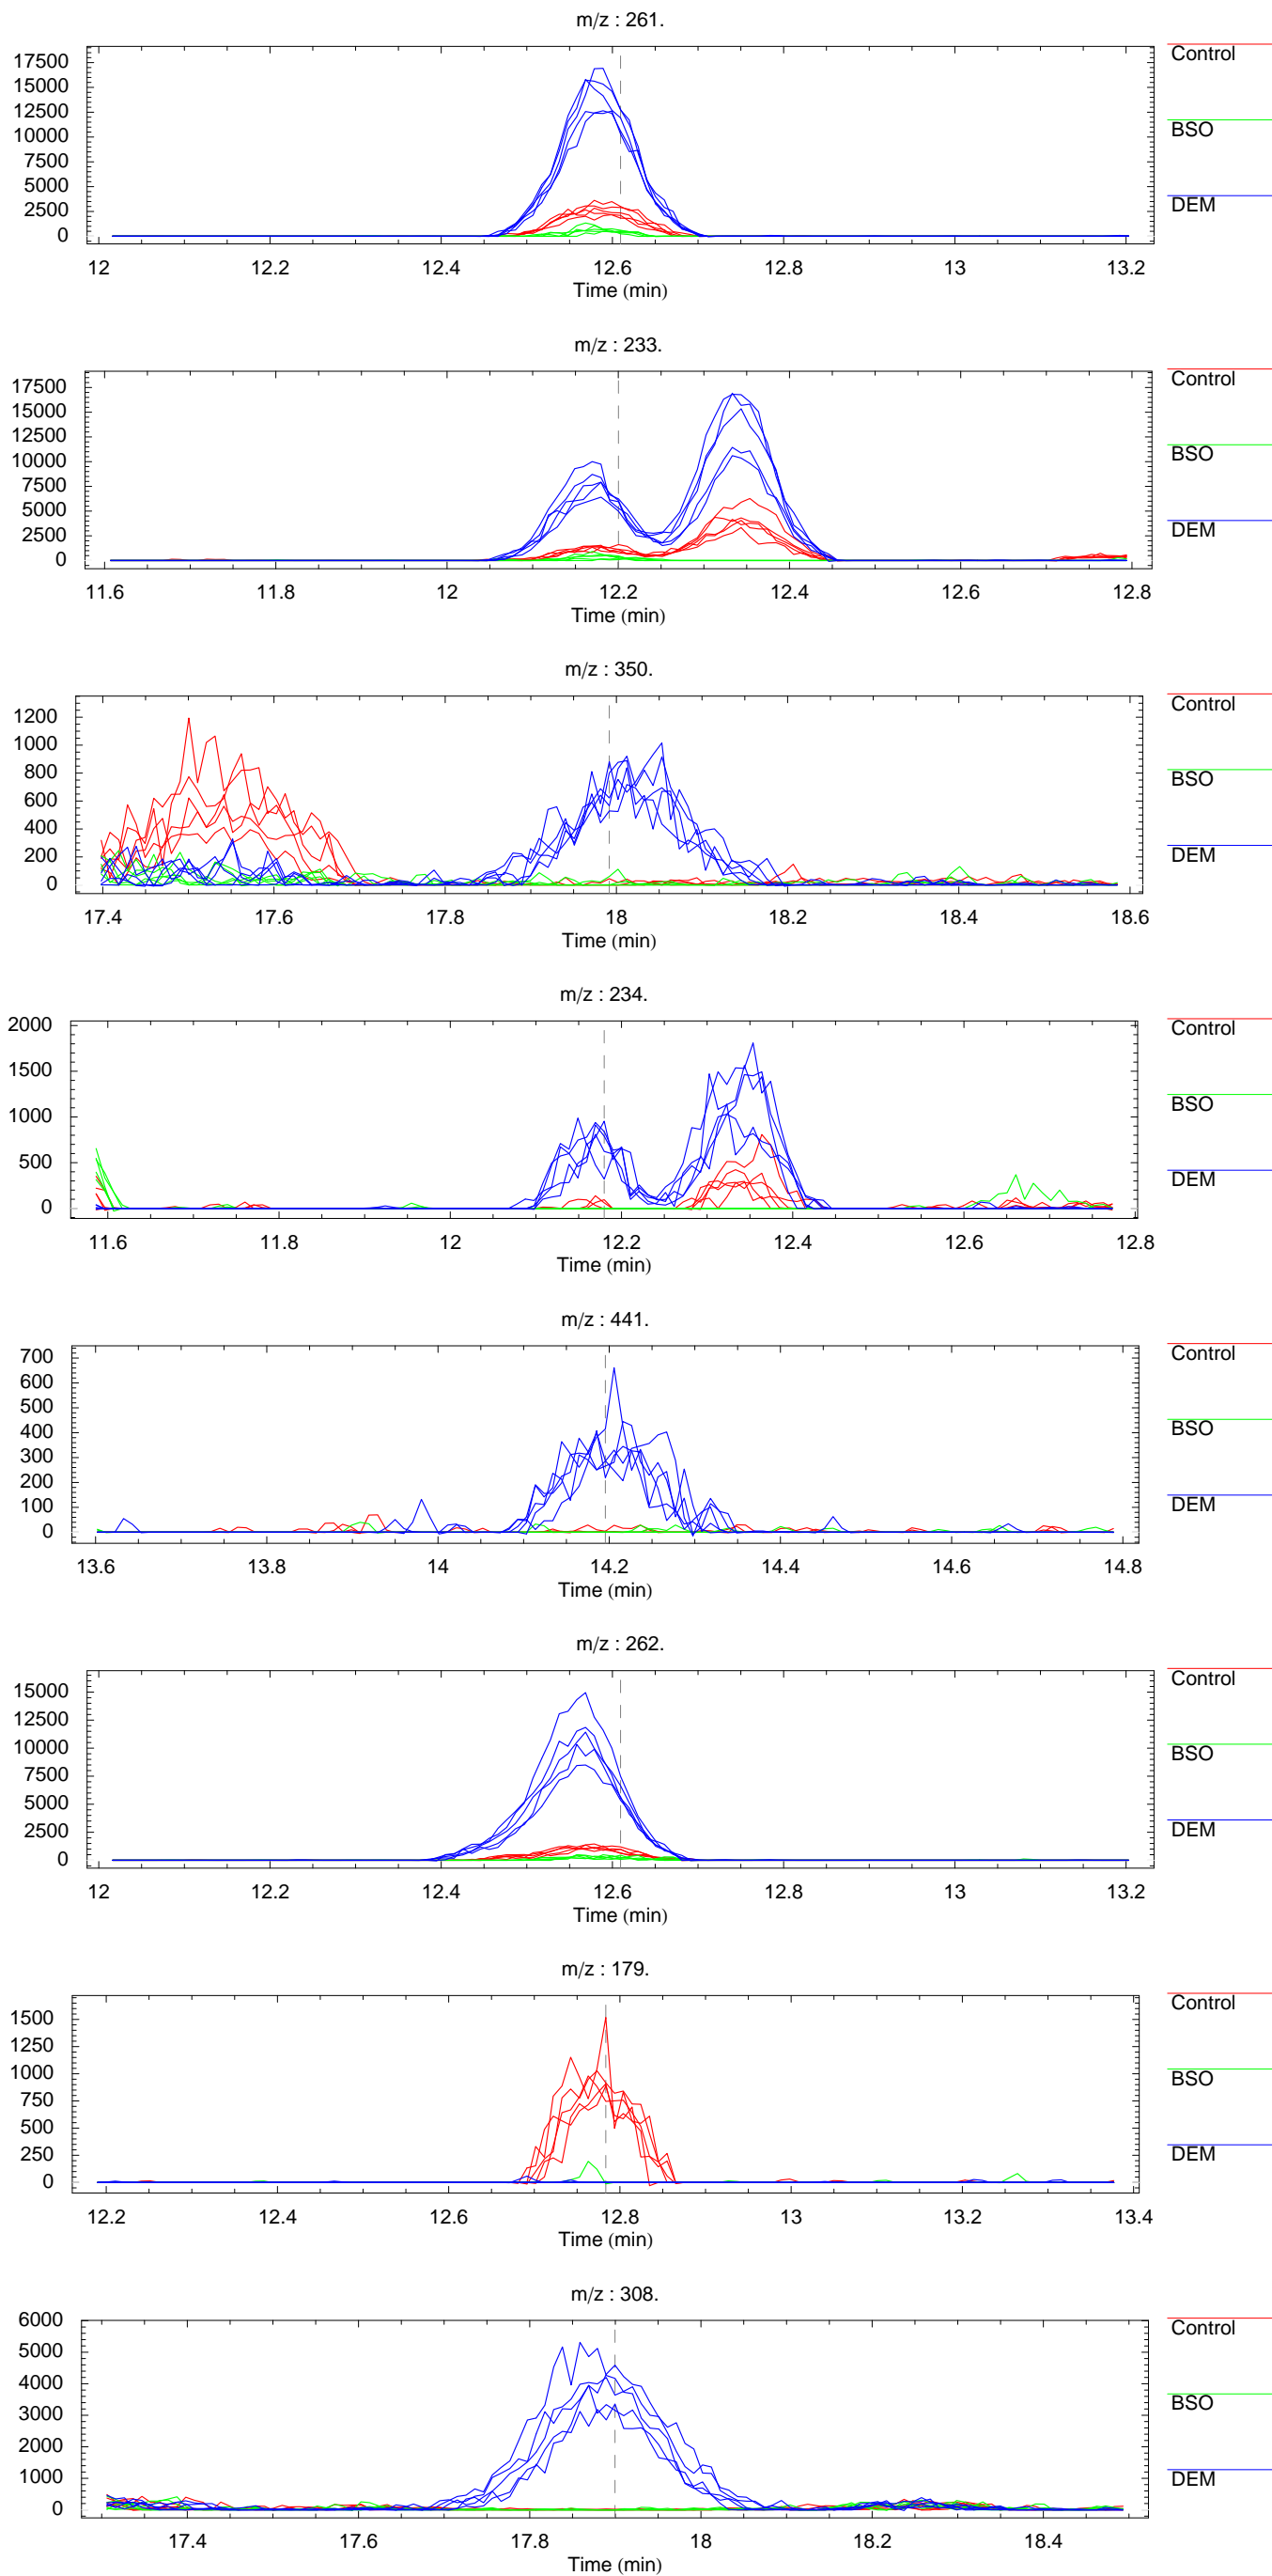 m/z : 261.
17500
15000
12500
10000
7500
5000
2500
0
12 12.2 12.4 12.6 12.8 13 13.2
Time (min)
Control
BSO
DEM
m/z : 233.
17500
15000
12500
10000
7500
5000
2500
0
11.6 11.8 12 12.2 12.4 12.6 12.8
Time (min)
Control
BSO
DEM
m/z : 350.
1200
1000
800
600
400
200
0
17.4 17.6 17.8 18 18.2 18.4 18.6
Time (min)
Control
BSO
DEM
m/z : 234.
2000
1500
1000
500
0
11.6 11.8 12 12.2 12.4 12.6 12.8
Time (min)
Control
BSO
DEM
m/z : 441.
700
600
500
400
300
200
100
0
13.6 13.8 14 14.2 14.4 14.6 14.8
Time (min)
Control
BSO
DEM
m/z : 262.
15000
12500
10000
7500
5000
2500
0
12 12.2 12.4 12.6 12.8 13 13.2
Time (min)
Control
BSO
DEM
m/z : 179.
1500
1250
1000
750
500
250
0
12.2 12.4 12.6 12.8 13 13.2 13.4
Time (min)
Control
BSO
DEM
m/z : 308.
6000
5000
4000
3000
2000
1000
0
17.4 17.6 17.8 18 18.2 18.4
Time (min)
Control
BSO
DEM